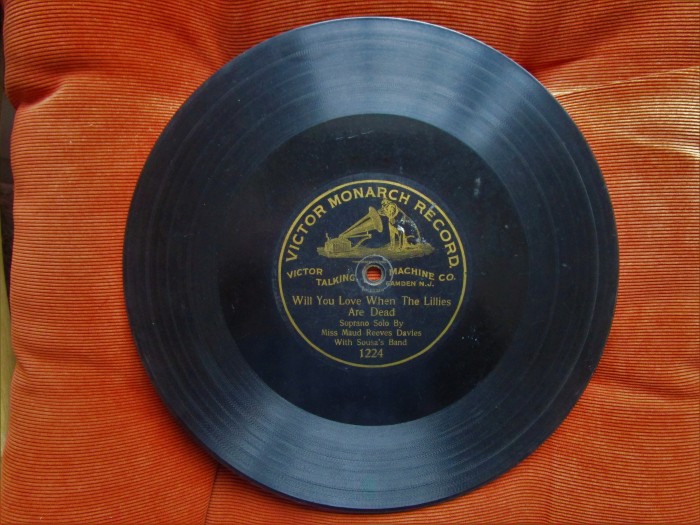 VICTOR MONARCH RECORD
VICTOR TALKING MACHINE CO.
CAMDEN N.J.
Will You Love When The Lillies
Are Dead
Soprano Solo By
Miss Maud Reeves Davies
With Sousa's Band
1224